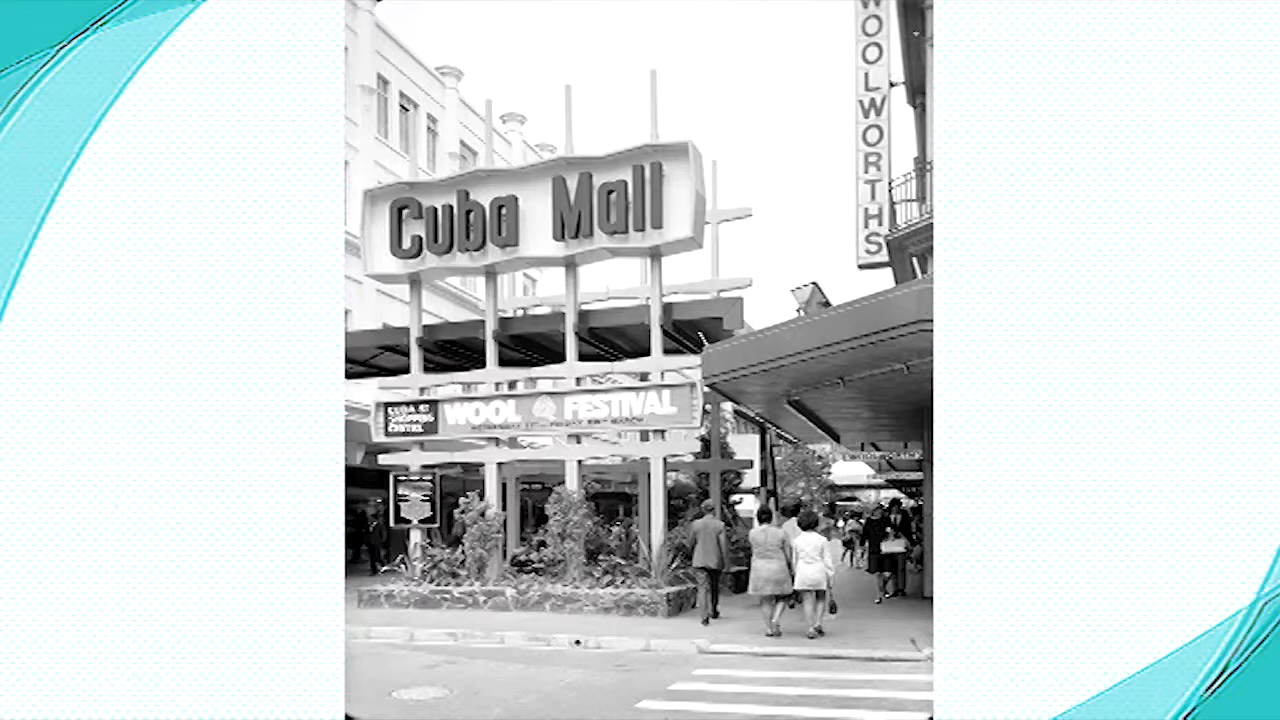 WOOLWORTHS
Cuba Mall
CUBA ST
SHOPPING
CENTRE
WOOL FESTIVAL